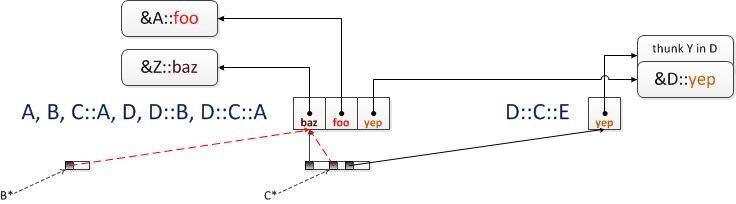 &A::foo
&Z::baz
thunk Y in D
&D::yep
A, B, C::A, D, D::B, D::C::A
baz foo yep
D::C::E
yep
B*
C*